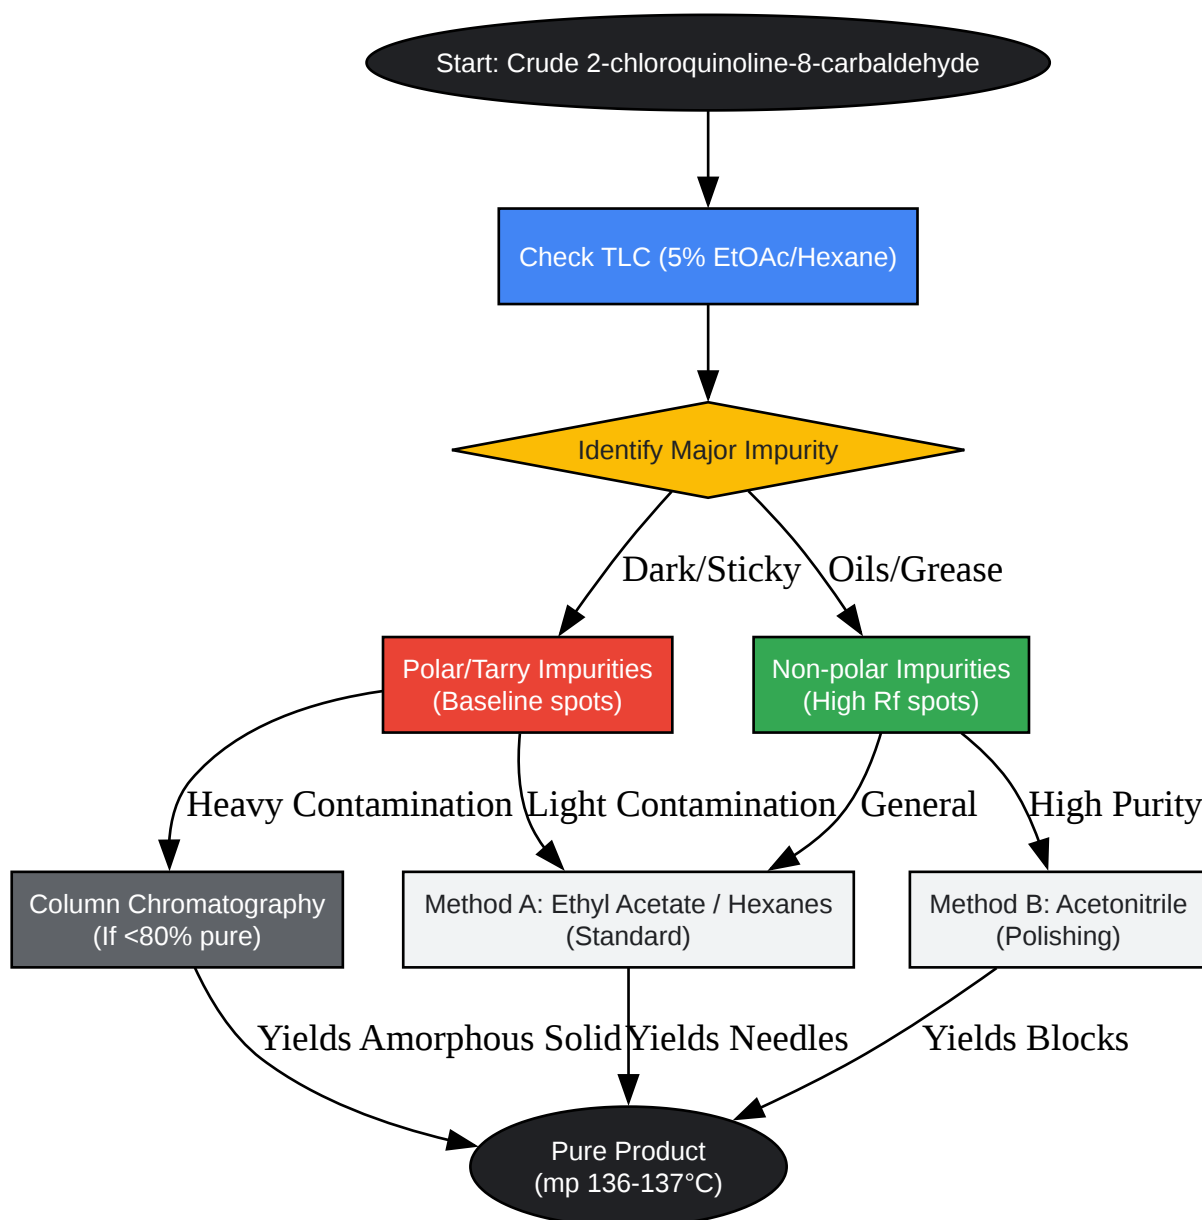 Start: Crude 2-chloroquinoline-8-carbaldehyde
Check TLC (5% EtOAc/Hexane)
Identify Major Impurity
Dark/Sticky
Oils/Grease
Polar/Tarry Impurities
(Baseline spots)
Non-polar Impurities
(High Rf spots)
Heavy Contamination
Light Contamination
General
High Purity
Column Chromatography
(If <80% pure)
Method A: Ethyl Acetate / Hexanes
(Standard)
Method B: Acetonitrile
(Polishing)
Yields Amorphous Solid
Yields Needles
Yields Blocks
Pure Product
(mp 136-137°C)